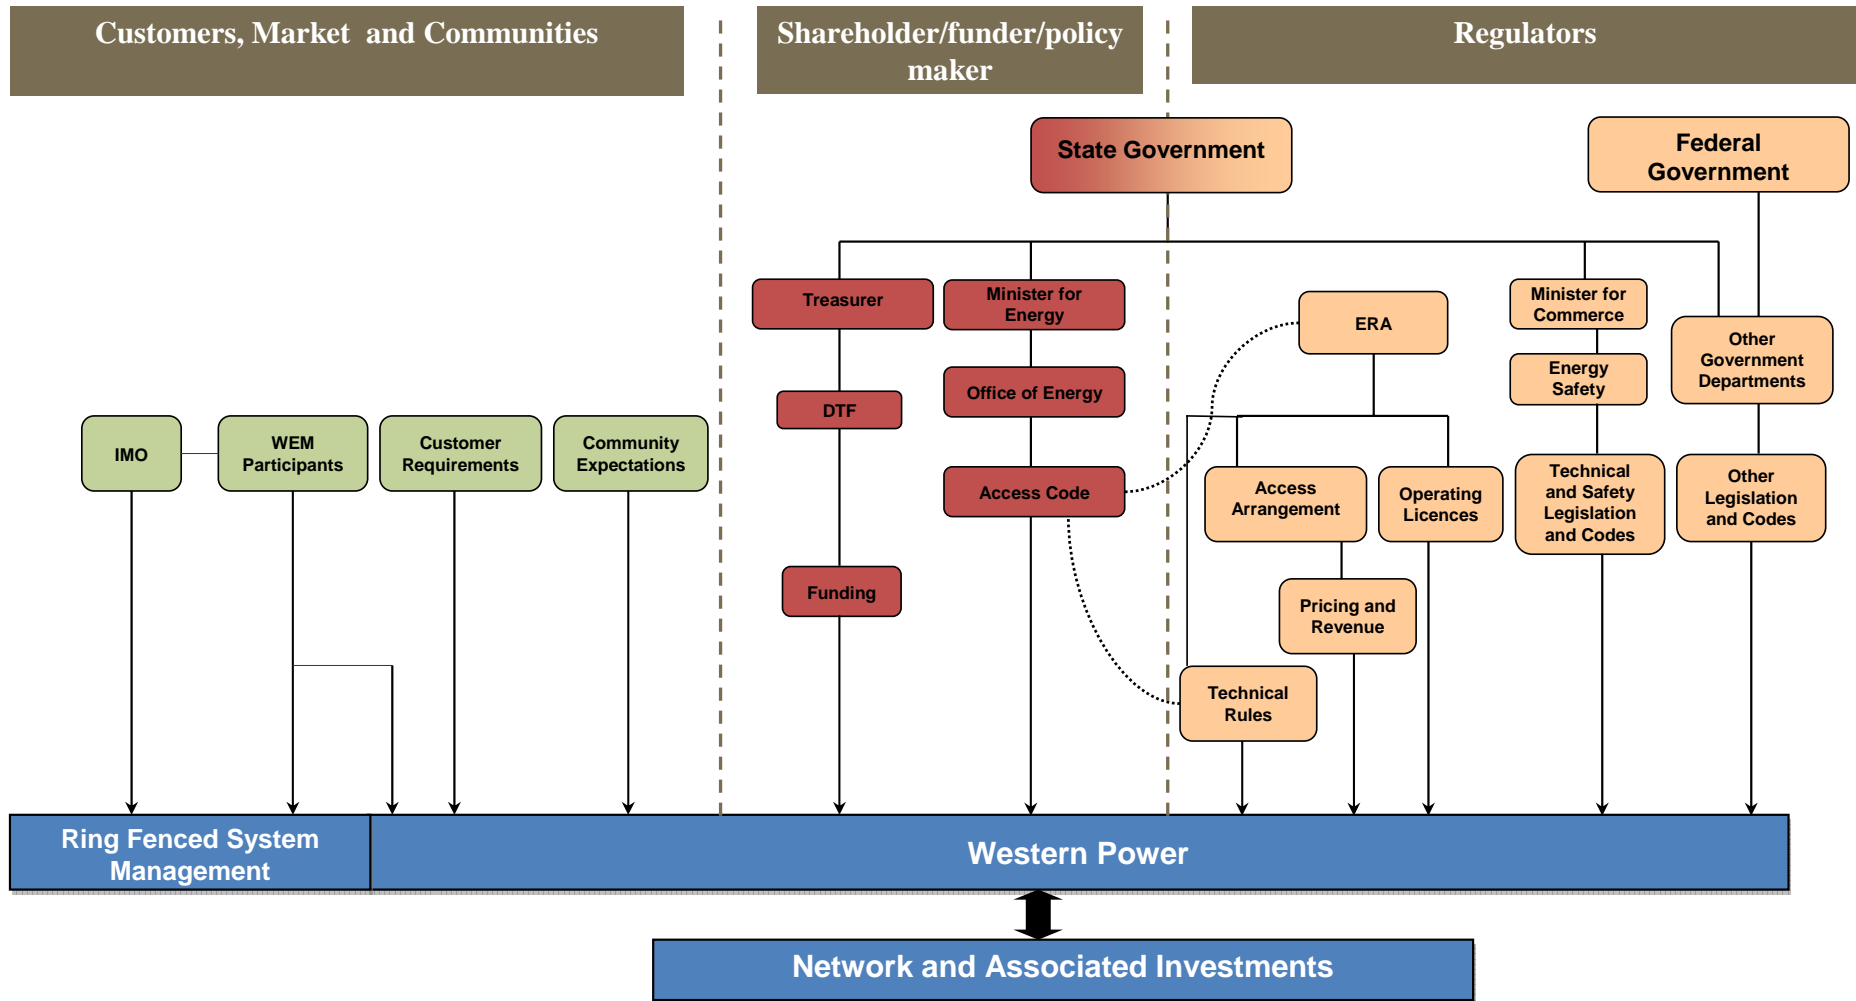 Customers, Market  and Communities
Shareholder/funder/policy
maker
Regulators
State Government
Federal
Government
Treasurer
Minister for
Energy
ERA
Minister for
Commerce
Other
Government
Departments
Office of Energy
Energy
Safety
DTF
IMO
WEM
Participants
Customer
Requirements
Community
Expectations
Access Code
Access
Arrangement
Operating
Licences
Technical
and Safety
Legislation
and Codes
Other
Legislation
and Codes
Funding
Pricing and
Revenue
Technical
Rules
Ring Fenced System
Management
Western Power
Network and Associated Investments